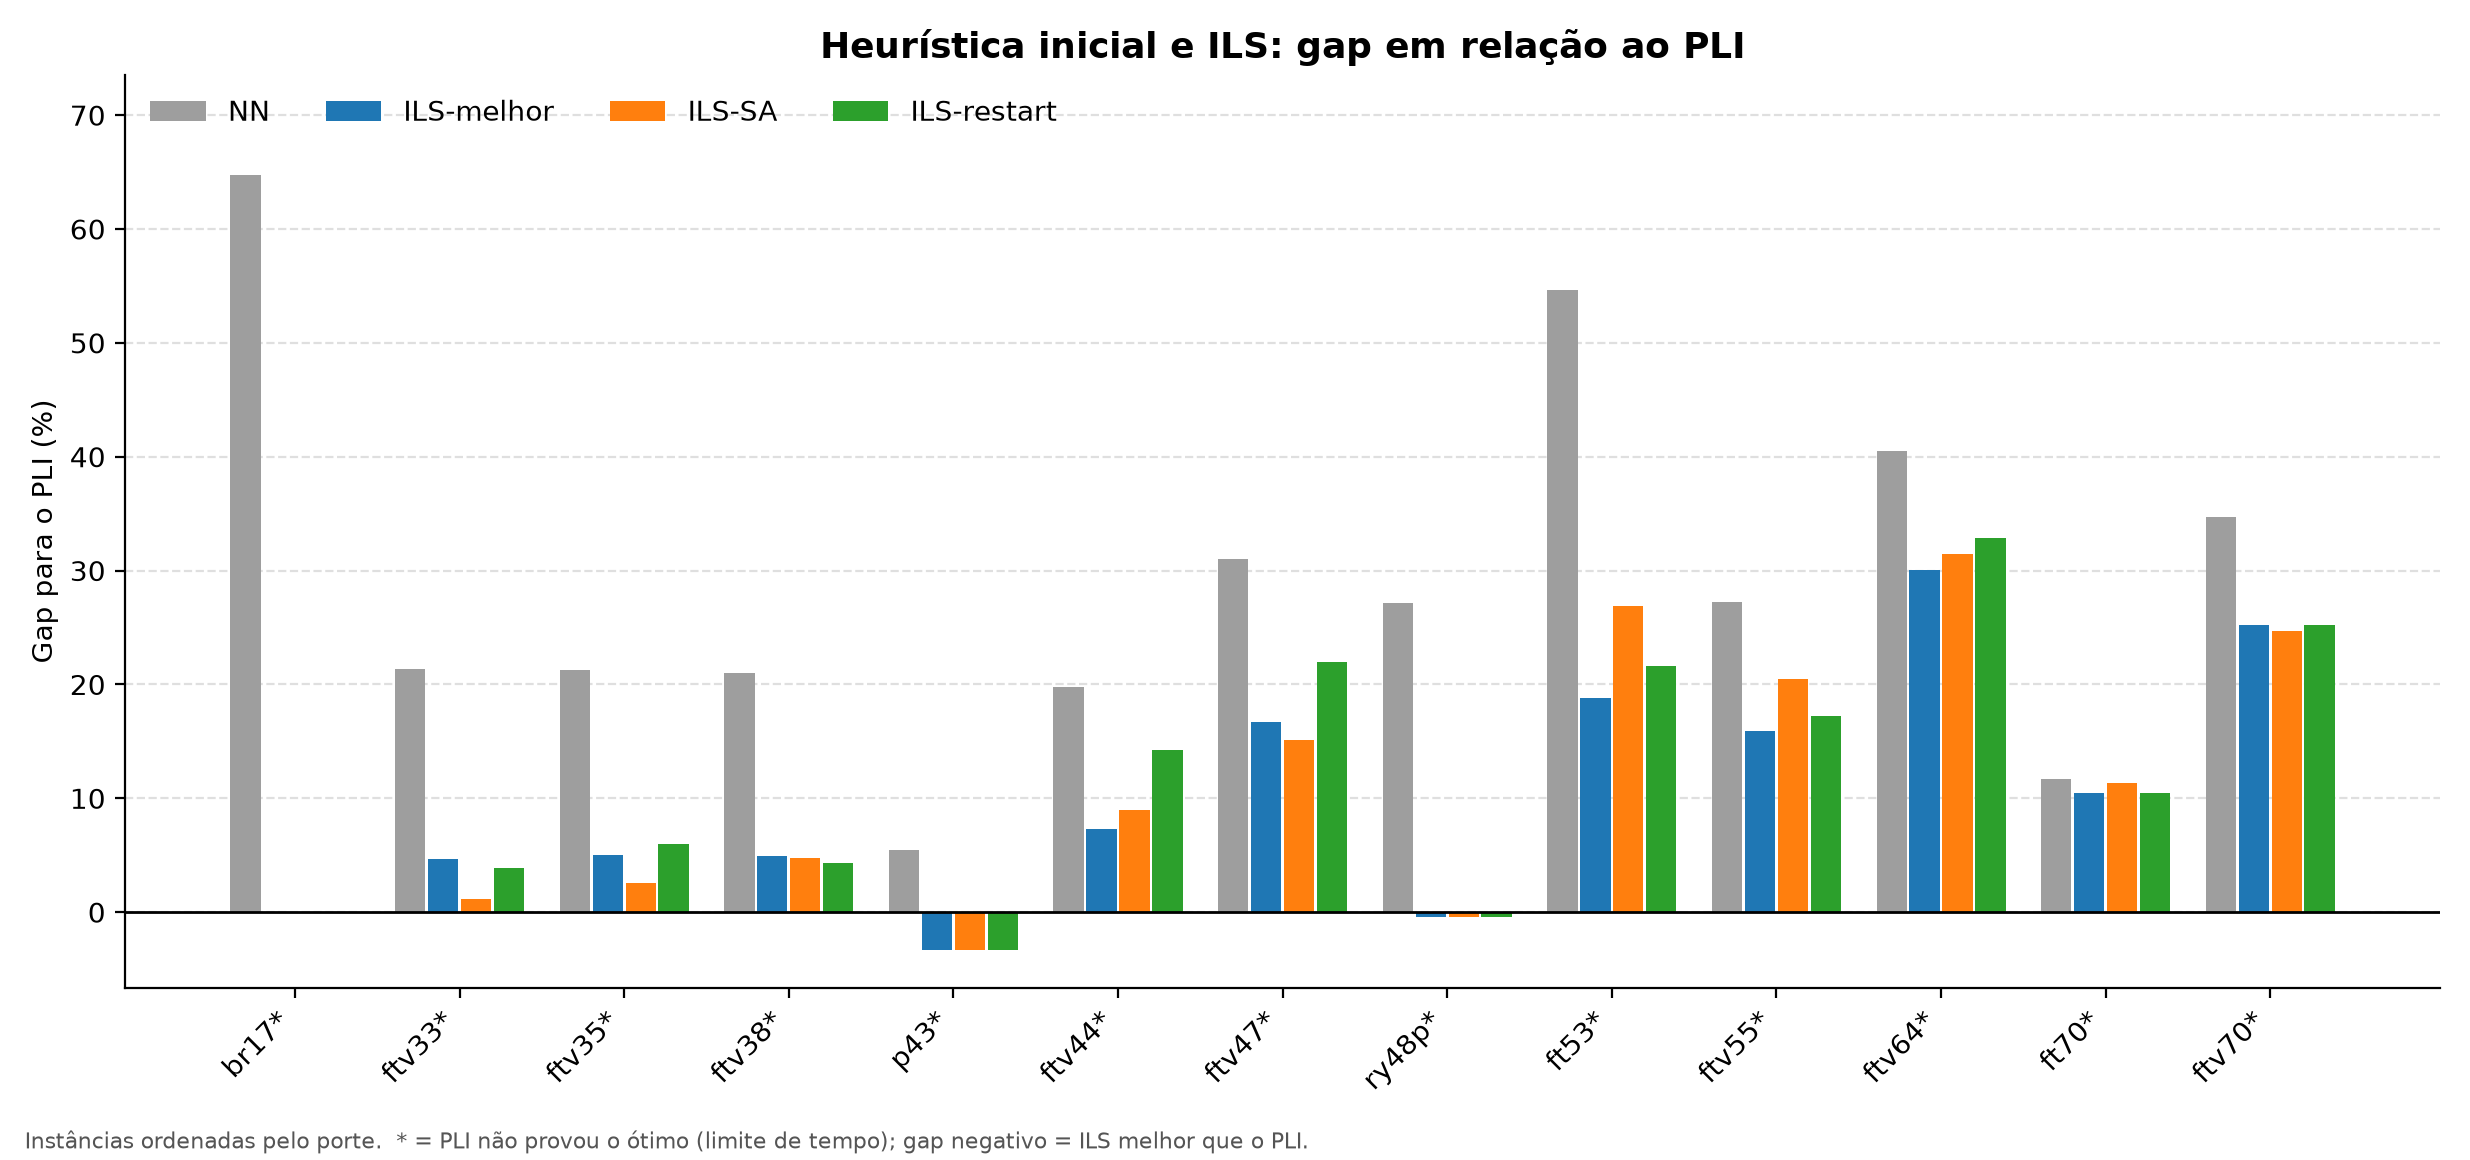 Heurística inicial e ILS: gap em relação ao PLI
NN ILS-melhor ILS-SA ILS-restart
Gap para o PLI (%)
70
60
50
40
30
20
10
0
br17* ftv33* ftv35* ftv38* p43* ftv44* ftv47* ry48p* ft53* ftv55* ftv64* ft70* ftv70*
Instâncias ordenadas pelo porte. * = PLI não provou o ótimo (limite de tempo); gap negativo = ILS melhor que o PLI.